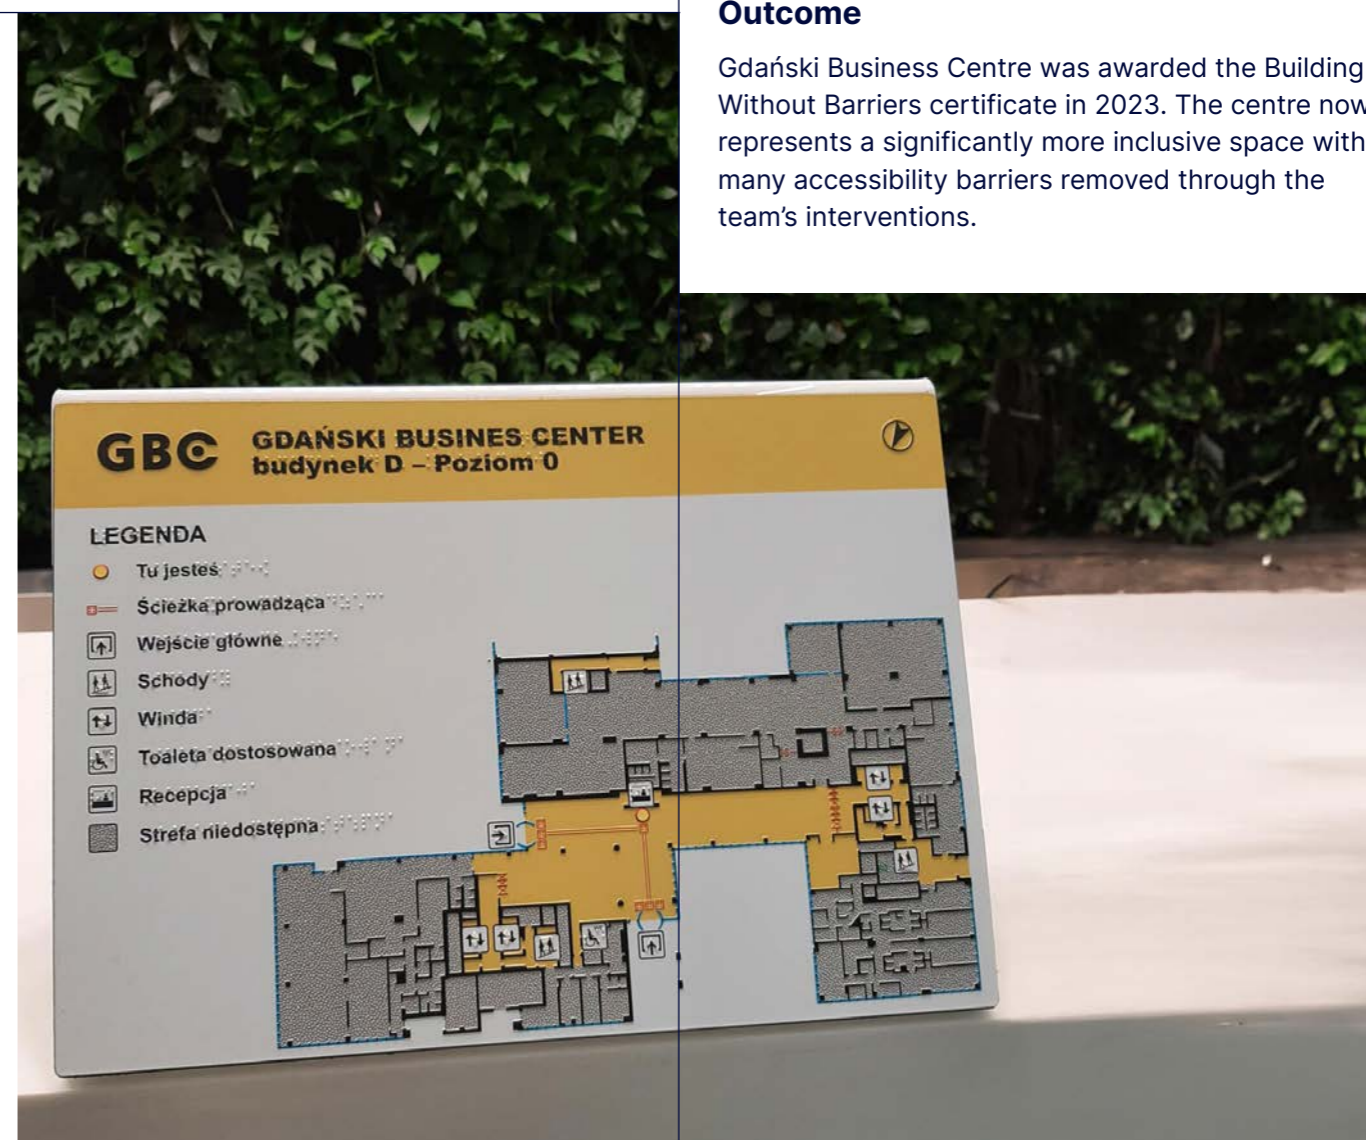 Outcome
Gdański Business Centre was awarded the Building
Without Barriers certificate in 2023. The centre now
represents a significantly more inclusive space with
many accessibility barriers removed through the
team’s interventions.
GBC
GDAŃSKI BUSINES CENTER
budynek D – Poziom 0
LEGENDA
Tu jesteś
Ścieżka prowadząca
Wejście główne
Schody
Winda
Toaleta dostosowana
Recepcja
Strefa niedostępna